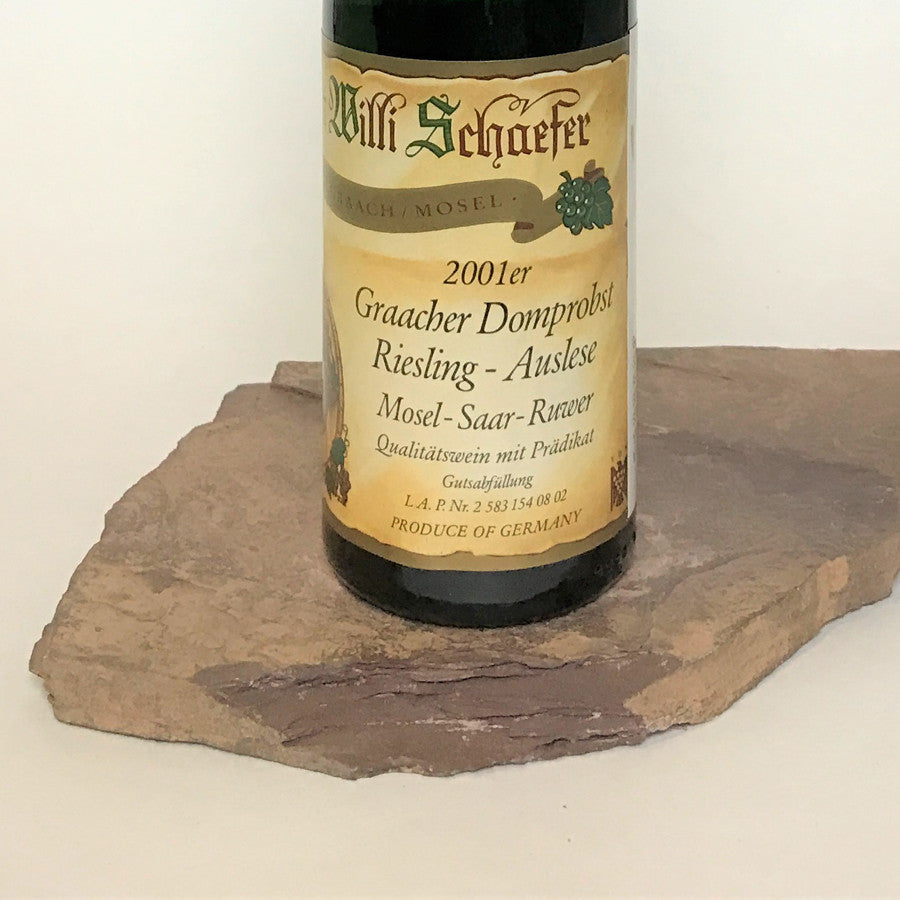 Willi Schaefer
MOSEL
2001er
Graacher Domprobst
Riesling - Auslese
Mosel-Saar-Ruwer
Qualitätswein mit Prädikat
Gutsabfüllung
L.A.P.Nr. 2 583 154 08 02
PRODUCE OF GERMANY